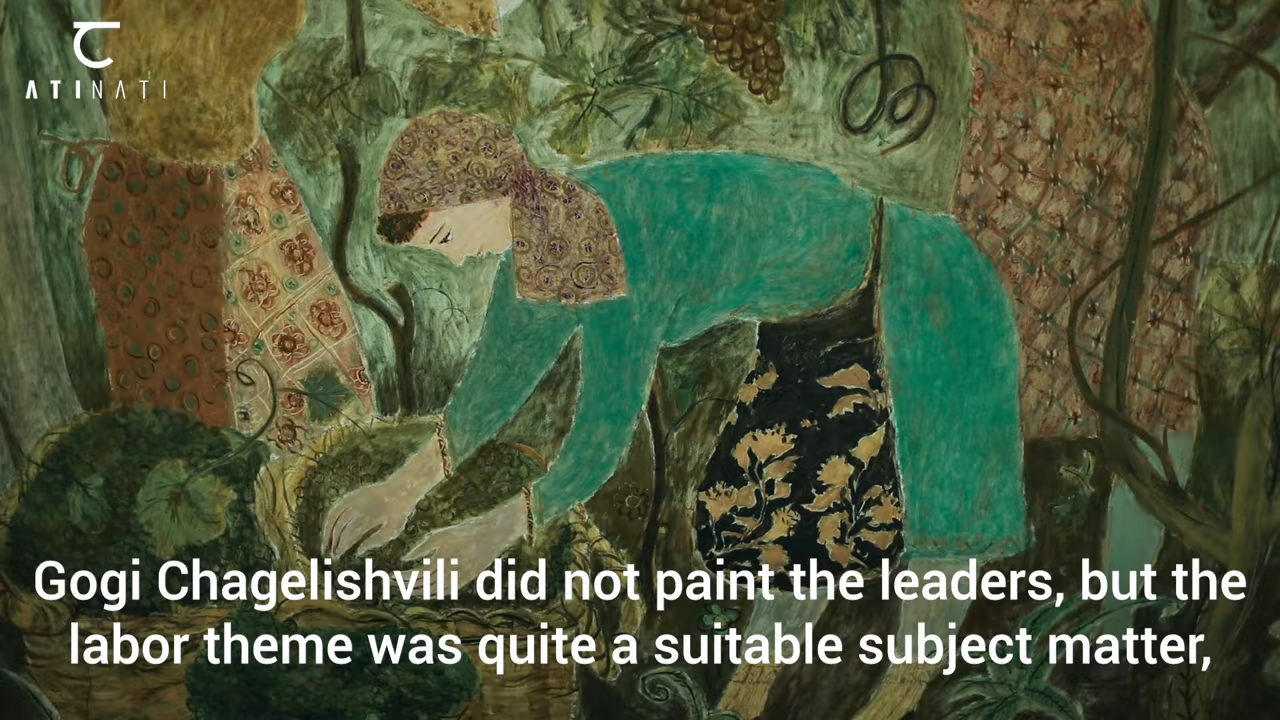 ATINATI
Gogi Chagelishvili did not paint the leaders, but the
labor theme was quite a suitable subject matter,